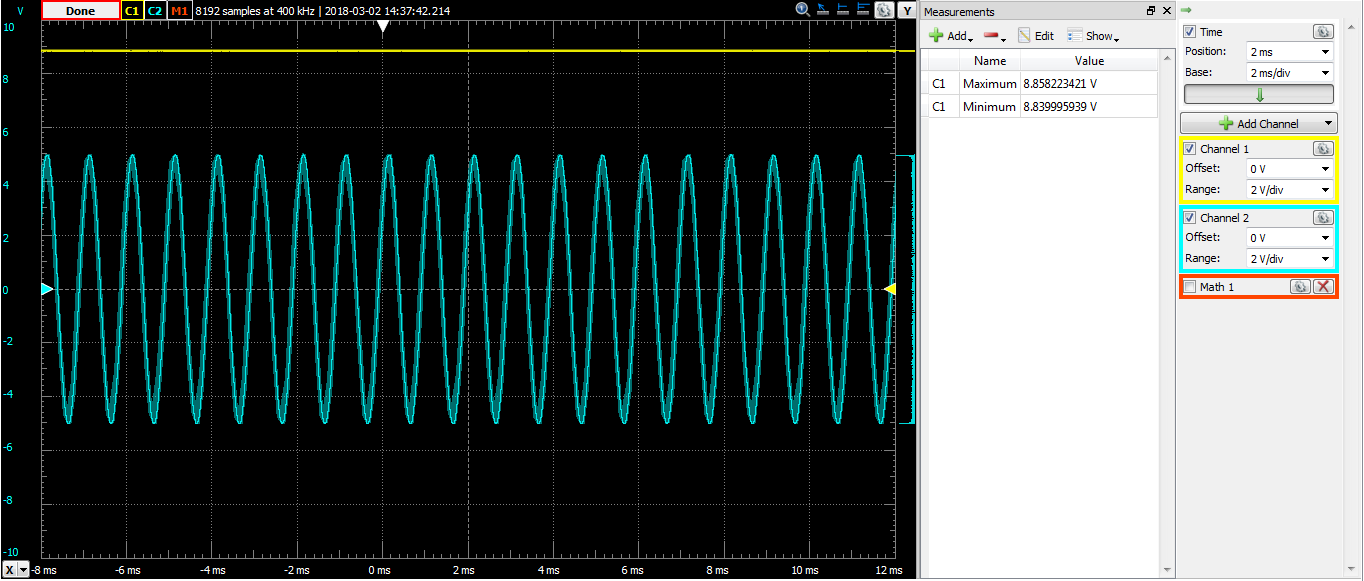 V Done C1 C2 M1 8192 samples at 400 kHz | 2018-03-02 14:37:42.214 Y
10
8
6
4
2
0
-2
-4
-6
-8
-10
X -8 ms -6 ms -4 ms -2 ms 0 ms 2 ms 4 ms 6 ms 8 ms 10 ms 12 ms
Measurements
Add Edit Show
Name Value
C1 Maximum 8.858223421 V
C1 Minimum 8.839995939 V
Time
Position: 2 ms
Base: 2 ms/div
Add Channel
Channel 1
Offset: 0 V
Range: 2 V/div
Channel 2
Offset: 0 V
Range: 2 V/div
Math 1